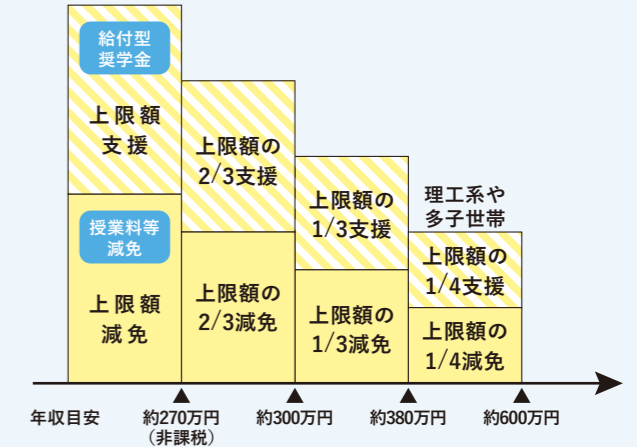 給付型
奨学金
上限額
支援
授業料等
減免
上限額
減免
上限額の
2/3支援
上限額の
2/3減免
上限額の
1/3支援
上限額の
1/3減免
理工系や
多子世帯
上限額の
1/4支援
上限額の
1/4減免
年収目安
約270万円
（非課税）
約300万円
約380万円
約600万円